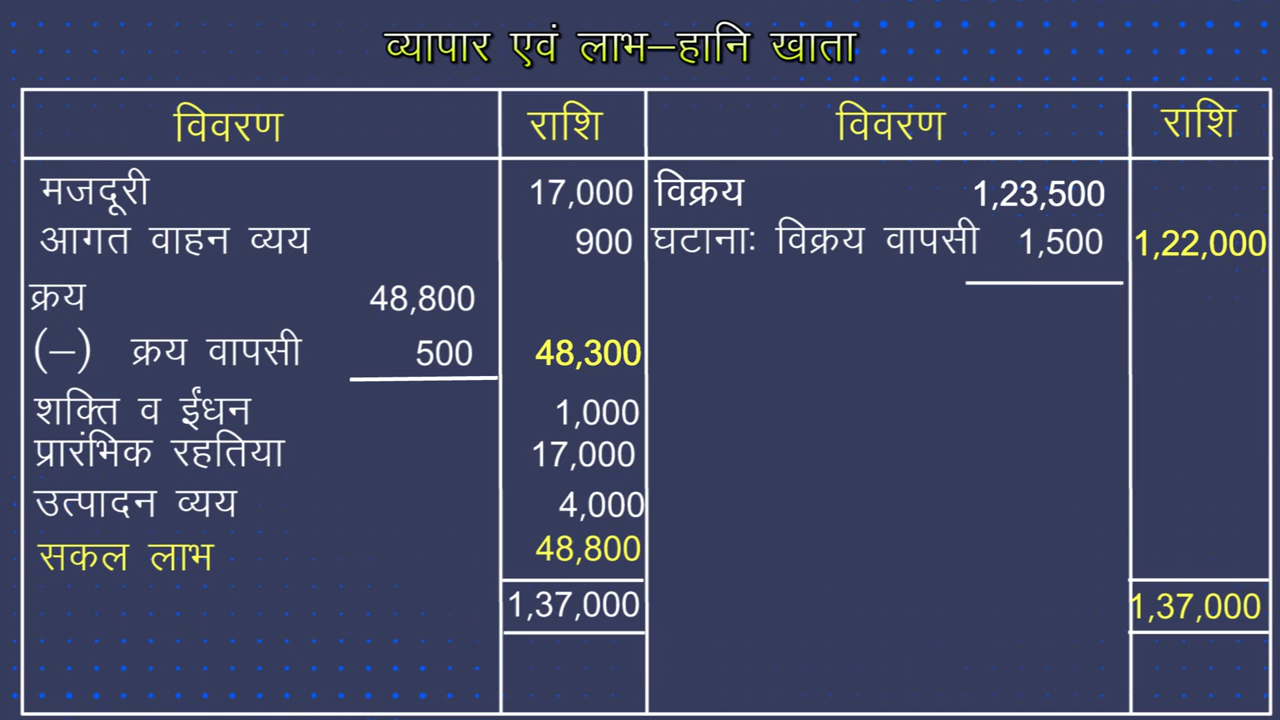 व्यापार एवं लाभ–हानि खाता
विवरण राशि विवरण राशि
मजदूरी 17,000 विक्रय 1,23,500
आगत वाहन व्यय 900 घटानाः विक्रय वापसी 1,500 1,22,000
क्रय 48,800
(–) क्रय वापसी 500 48,300
शक्ति व ईंधन 1,000
प्रारंभिक रहतिया 17,000
उत्पादन व्यय 4,000
सकल लाभ 48,800
1,37,000 1,37,000